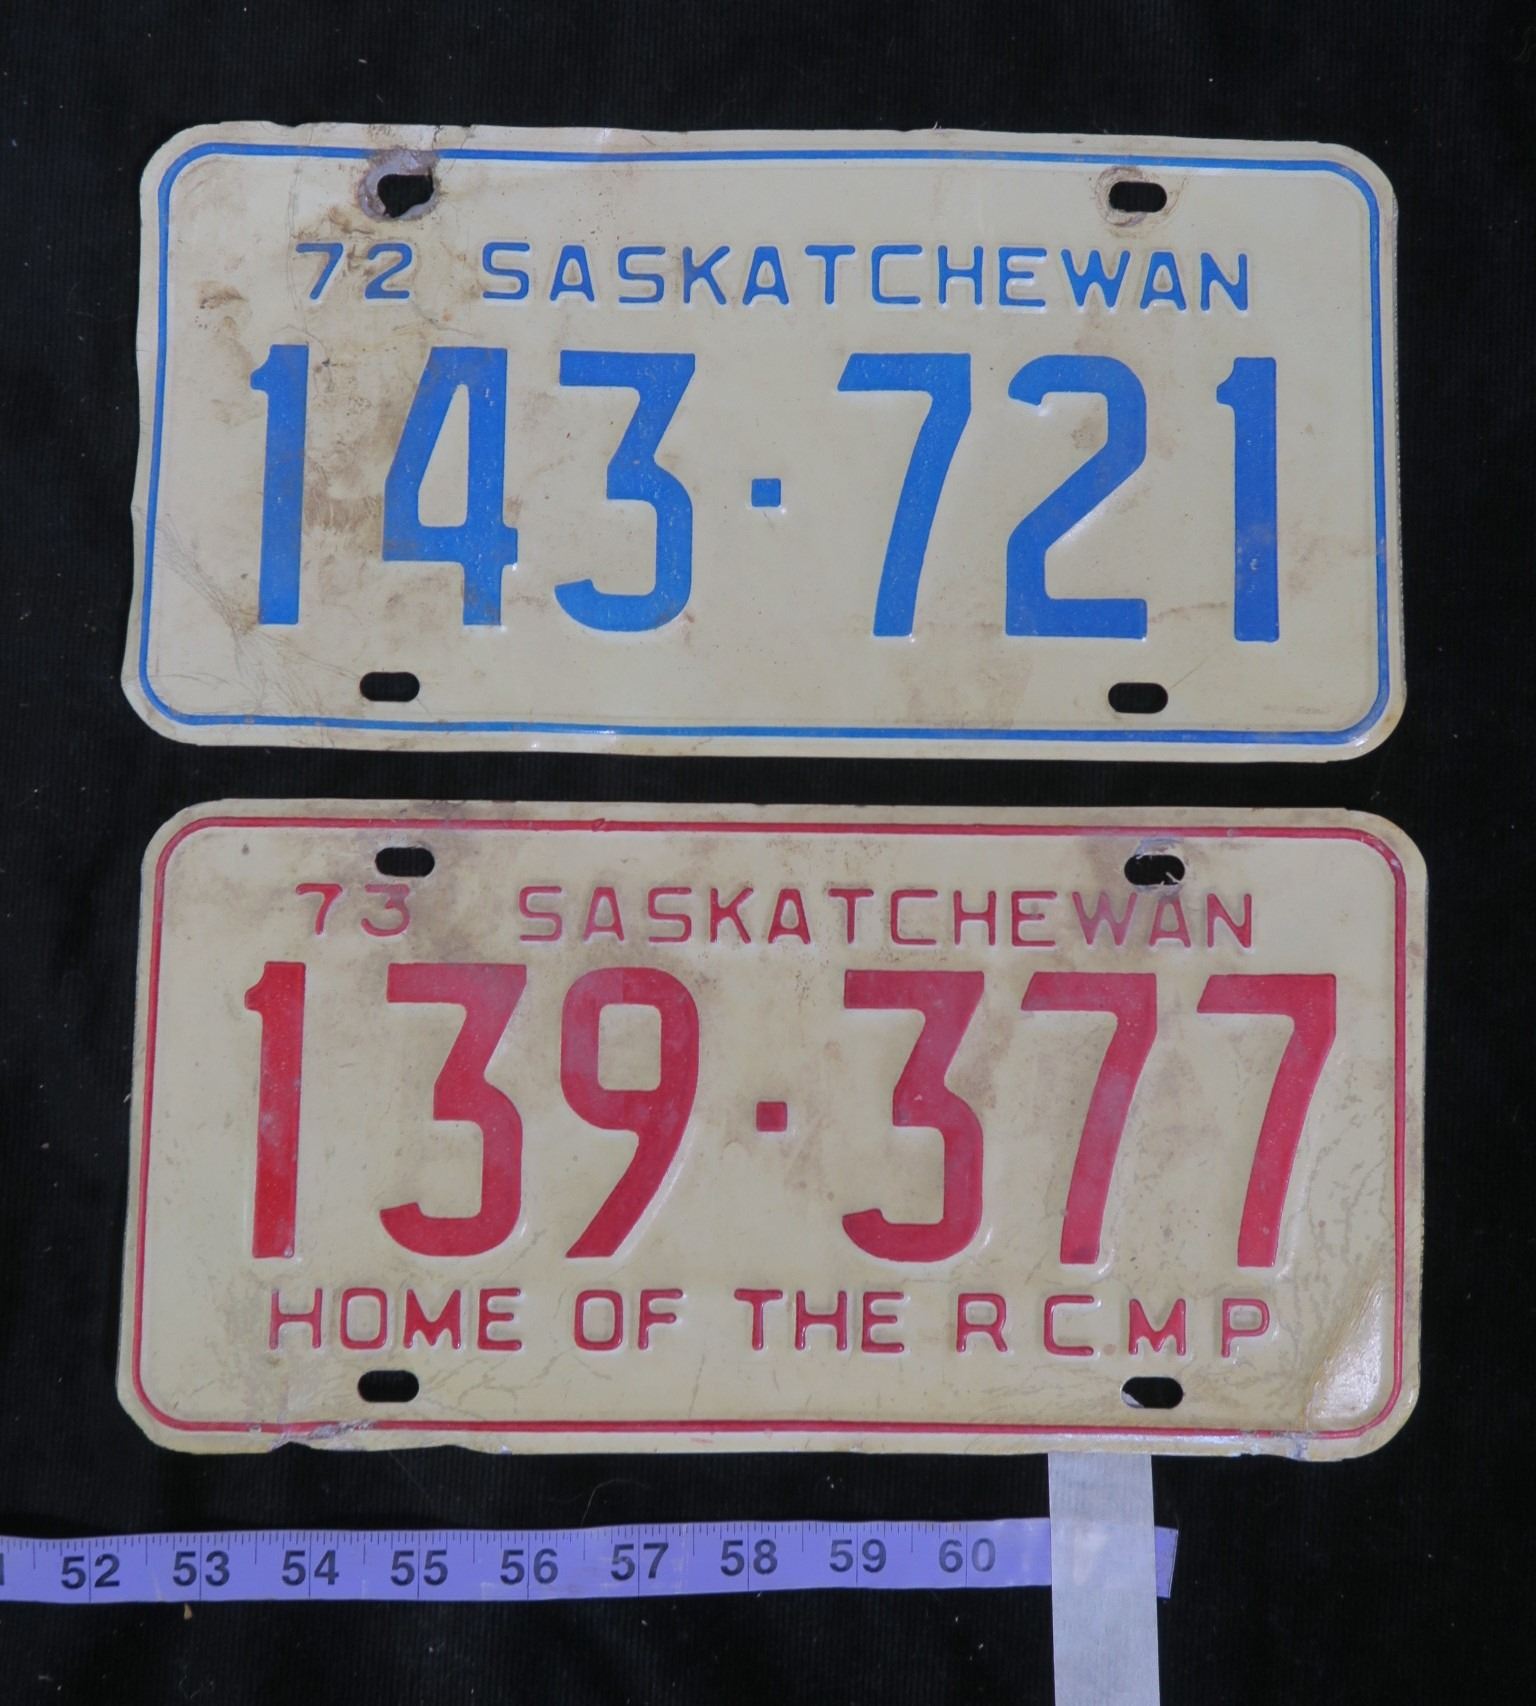 72 SASKATCHEWAN
143·721
73 SASKATCHEWAN
139·377
HOME OF THE RCMP
52 53 54 55 56 57 58 59 60